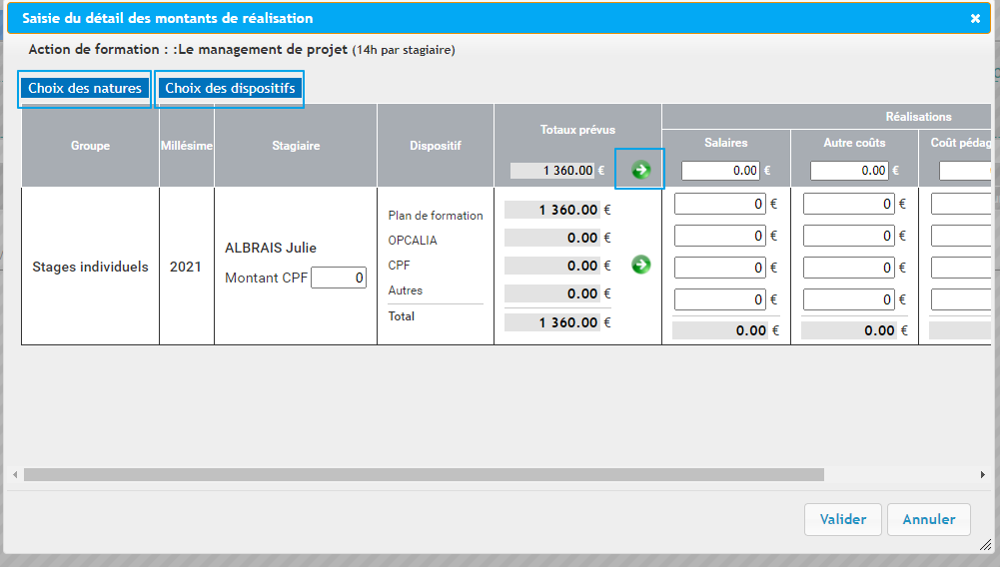 Saisie du détail des montants de réalisation
Action de formation : :Le management de projet (14h par stagiaire)
Choix des natures Choix des dispositifs
Groupe Millésime Stagiaire Dispositif Totaux prévus Réalisations
Salaires Autre coûts Coût pédag
1 360.00 € 0.00 € 0.00 €
Stages individuels 2021
ALBRAIS Julie
Montant CPF 0
Plan de formation 1 360.00 € 0 € 0 €
OPCALIA 0.00 € 0 € 0 €
CPF 0.00 € 0 € 0 €
Autres 0.00 € 0 € 0 €
Total 1 360.00 € 0.00 € 0.00 €
Valider Annuler